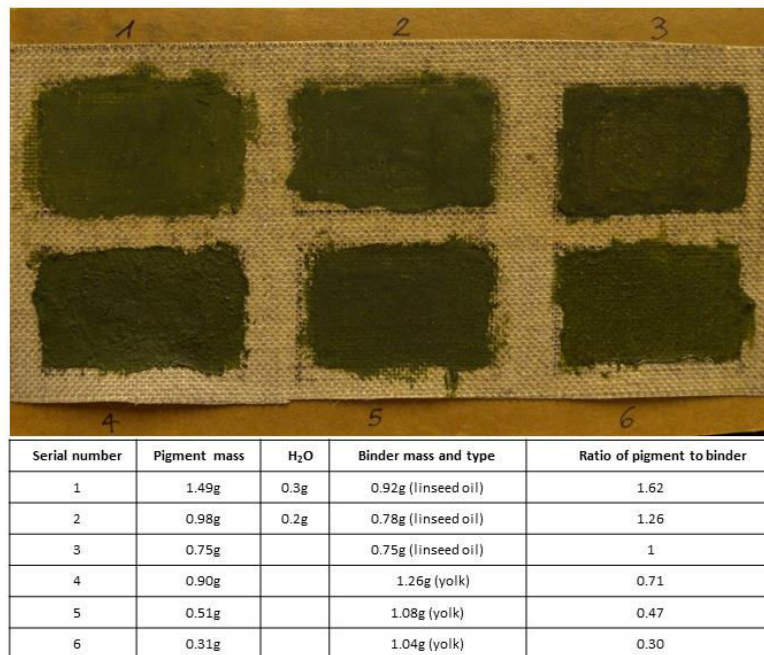 1 2 3
4 5 6
Serial number Pigment mass H₂O Binder mass and type Ratio of pigment to binder
1 1.49g 0.3g 0.92g (linseed oil) 1.62
2 0.98g 0.2g 0.78g (linseed oil) 1.26
3 0.75g 0.75g (linseed oil) 1
4 0.90g 1.26g (yolk) 0.71
5 0.51g 1.08g (yolk) 0.47
6 0.31g 1.04g (yolk) 0.30